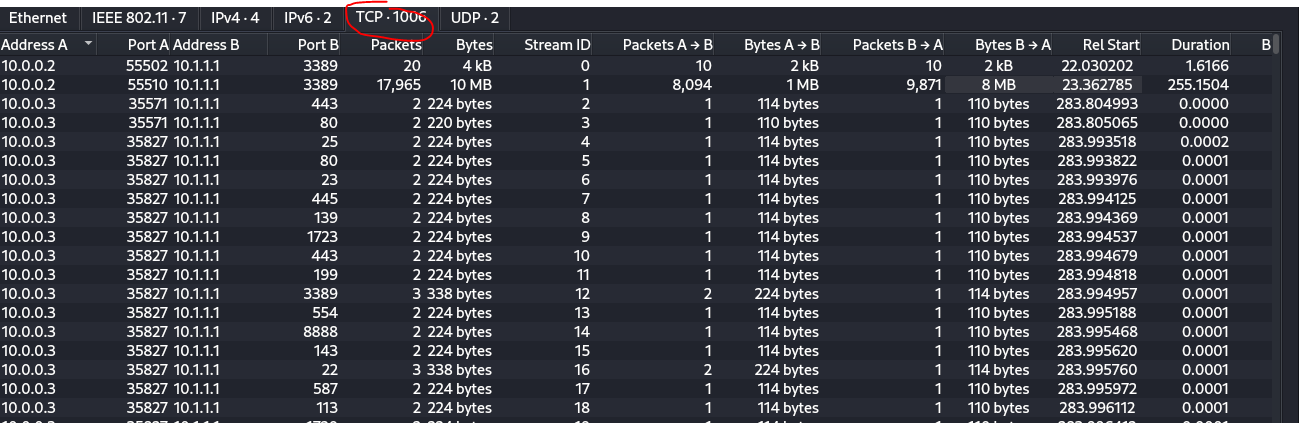 Ethernet IEEE 802.11 · 7 IPv4 · 4 IPv6 · 2 TCP · 1006 UDP · 2
Address A Port A Address B Port B Packets Bytes Stream ID Packets A → B Bytes A → B Packets B → A Bytes B → A Rel Start Duration B
10.0.0.2 55502 10.1.1.1 3389 20 4 kB 0 10 2 kB 10 2 kB 22.030202 1.6166
10.0.0.2 55510 10.1.1.1 3389 17,965 10 MB 1 8,094 1 MB 9,871 8 MB 23.362785 255.1504
10.0.0.3 35571 10.1.1.1 443 2 224 bytes 2 1 114 bytes 1 110 bytes 283.804993 0.0000
10.0.0.3 35571 10.1.1.1 80 2 220 bytes 3 1 110 bytes 1 110 bytes 283.805065 0.0000
10.0.0.3 35827 10.1.1.1 25 2 224 bytes 4 1 114 bytes 1 110 bytes 283.993518 0.0002
10.0.0.3 35827 10.1.1.1 80 2 224 bytes 5 1 114 bytes 1 110 bytes 283.993822 0.0001
10.0.0.3 35827 10.1.1.1 23 2 224 bytes 6 1 114 bytes 1 110 bytes 283.993976 0.0001
10.0.0.3 35827 10.1.1.1 445 2 224 bytes 7 1 114 bytes 1 110 bytes 283.994125 0.0001
10.0.0.3 35827 10.1.1.1 139 2 224 bytes 8 1 114 bytes 1 110 bytes 283.994369 0.0001
10.0.0.3 35827 10.1.1.1 1723 2 224 bytes 9 1 114 bytes 1 110 bytes 283.994537 0.0001
10.0.0.3 35827 10.1.1.1 443 2 224 bytes 10 1 114 bytes 1 110 bytes 283.994679 0.0001
10.0.0.3 35827 10.1.1.1 199 2 224 bytes 11 1 114 bytes 1 110 bytes 283.994818 0.0001
10.0.0.3 35827 10.1.1.1 3389 3 338 bytes 12 2 224 bytes 1 114 bytes 283.994957 0.0001
10.0.0.3 35827 10.1.1.1 554 2 224 bytes 13 1 114 bytes 1 110 bytes 283.995188 0.0001
10.0.0.3 35827 10.1.1.1 8888 2 224 bytes 14 1 114 bytes 1 110 bytes 283.995468 0.0001
10.0.0.3 35827 10.1.1.1 143 2 224 bytes 15 1 114 bytes 1 110 bytes 283.995620 0.0001
10.0.0.3 35827 10.1.1.1 22 3 338 bytes 16 2 224 bytes 1 114 bytes 283.995760 0.0001
10.0.0.3 35827 10.1.1.1 587 2 224 bytes 17 1 114 bytes 1 110 bytes 283.995972 0.0001
10.0.0.3 35827 10.1.1.1 113 2 224 bytes 18 1 114 bytes 1 110 bytes 283.996112 0.0001